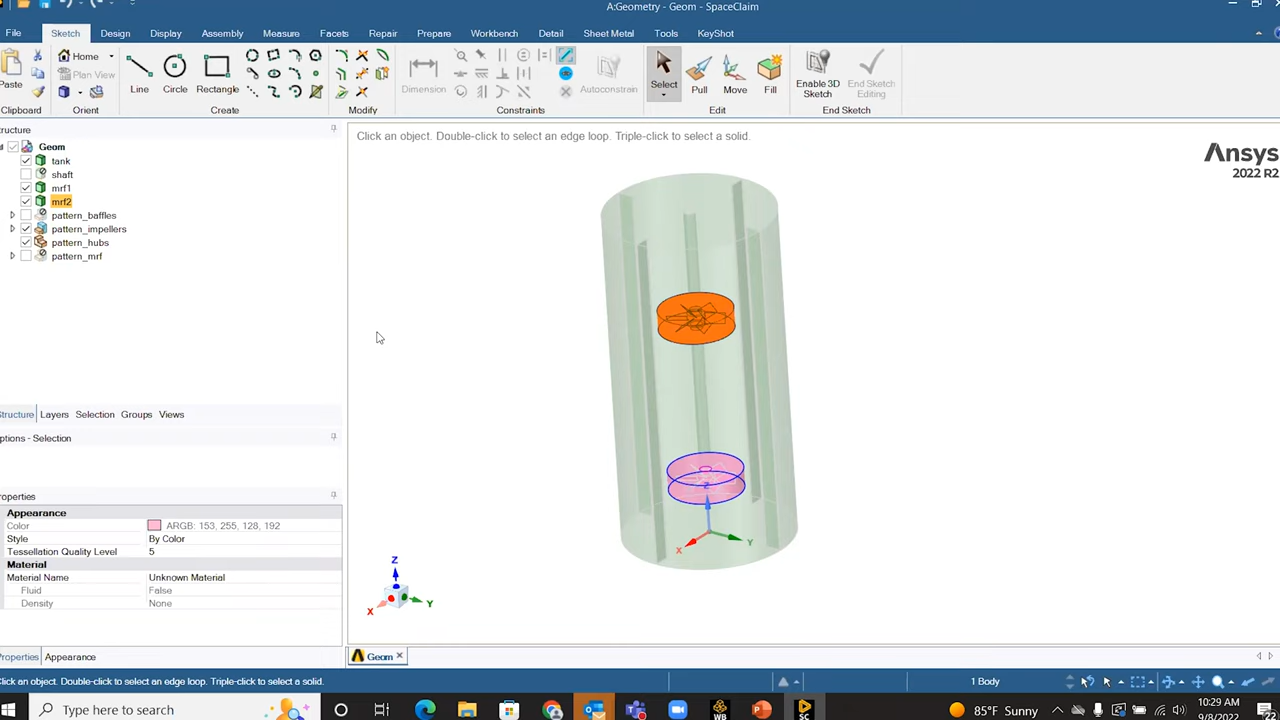 A:Geometry - Geom - SpaceClaim
File Sketch Design Display Assembly Measure Facets Repair Prepare Workbench Detail Sheet Metal Tools KeyShot
Paste
Home
Plan View
Line Circle Rectangle
Dimension
Autoconstrain
Select Pull Move Fill
Enable 3D Sketch
End Sketch Editing
Clipboard Orient Create Modify Constraints Edit End Sketch
tructure
Click an object. Double-click to select an edge loop. Triple-click to select a solid.
Geom
tank
shaft
mrf1
mrf2
pattern_baffles
pattern_impellers
pattern_hubs
pattern_mrf
Ansys
2022 R2
Structure Layers Selection Groups Views
ptions - Selection
roperties
Appearance
Color ARGB: 153, 255, 128, 192
Style By Color
Tessellation Quality Level 5
Material
Material Name Unknown Material
Fluid False
Density None
Z
X
Y
Z
X
Y
Properties Appearance
Geom
Click an object. Double-click to select an edge loop. Triple-click to select a solid.
1 Body
Type here to search
WB
SC
85°F Sunny
10:29 AM
9/8/2022